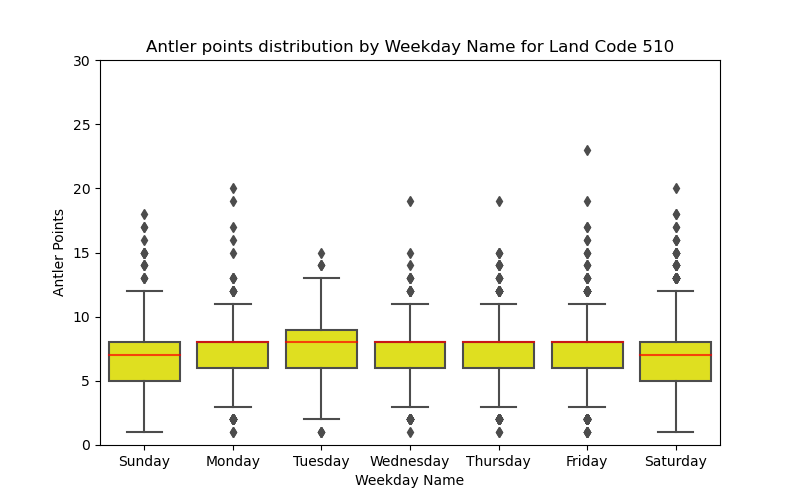 Antler points distribution by Weekday Name for Land Code 510
30
25
20
15
10
5
0
Antler Points
Sunday Monday Tuesday Wednesday Thursday Friday Saturday
Weekday Name